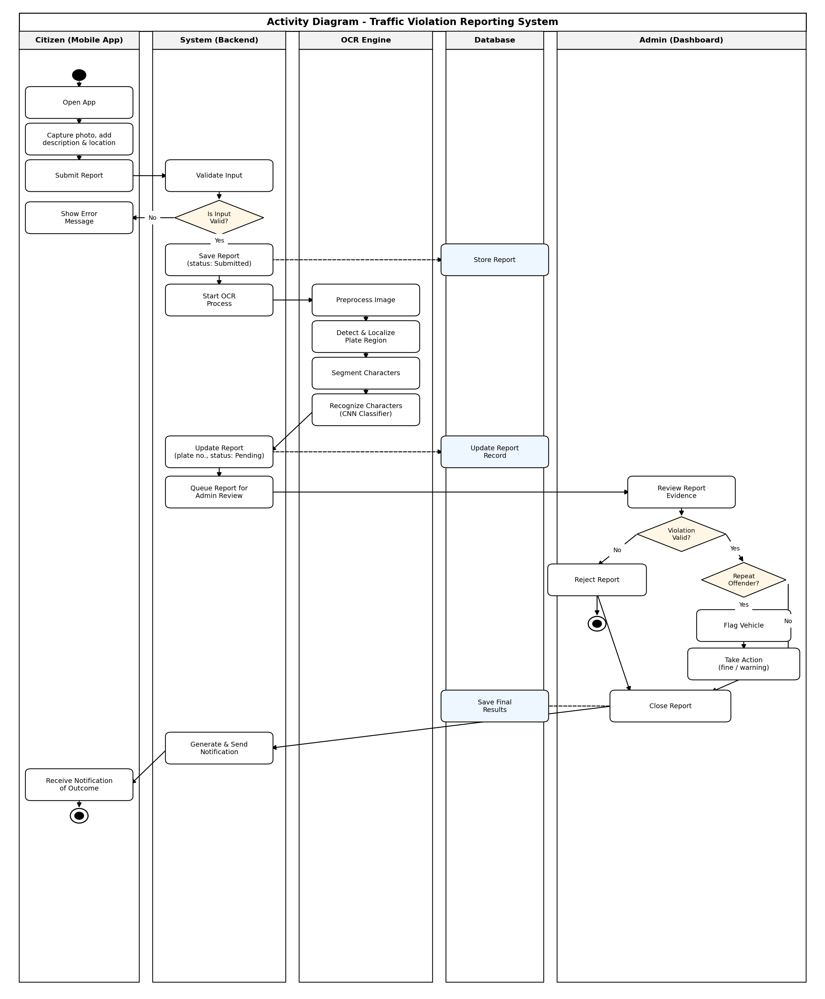 Activity Diagram - Traffic Violation Reporting System
Citizen (Mobile App)
System (Backend)
OCR Engine
Database
Admin (Dashboard)
Open App
Capture photo, add
description & location
Submit Report
Validate Input
Show Error
Message
No
Is Input
Valid?
Yes
Save Report
(status: Submitted)
Store Report
Start OCR
Process
Preprocess Image
Detect & Localize
Plate Region
Segment Characters
Recognize Characters
(CNN Classifier)
Update Report
(plate no., status: Pending)
Update Report
Record
Queue Report for
Admin Review
Review Report
Evidence
Violation
Valid?
No
Yes
Reject Report
Repeat
Offender?
Yes
Flag Vehicle
No
Take Action
(fine / warning)
Save Final
Results
Close Report
Generate & Send
Notification
Receive Notification
of Outcome